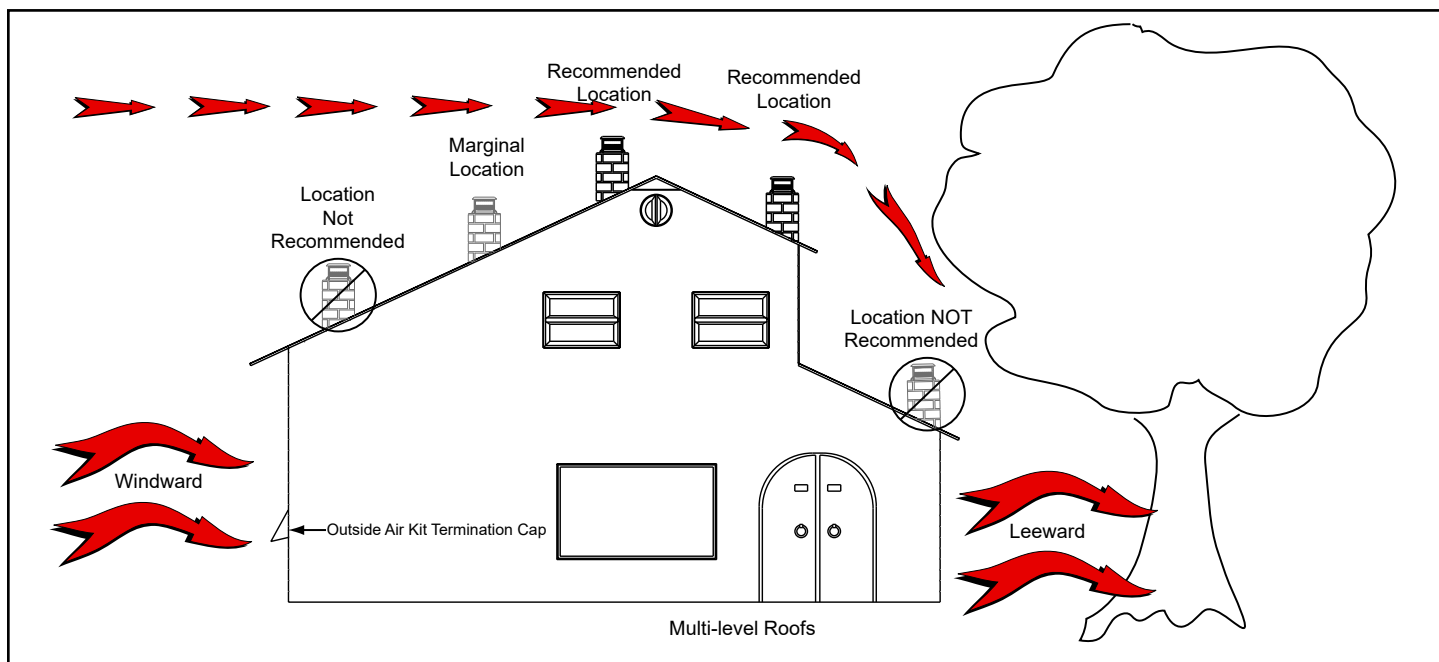 Recommended
Location
Recommended
Location
Marginal
Location
Location
Not
Recommended
Location NOT
Recommended
Windward
Outside Air Kit Termination Cap
Leeward
Multi-level Roofs